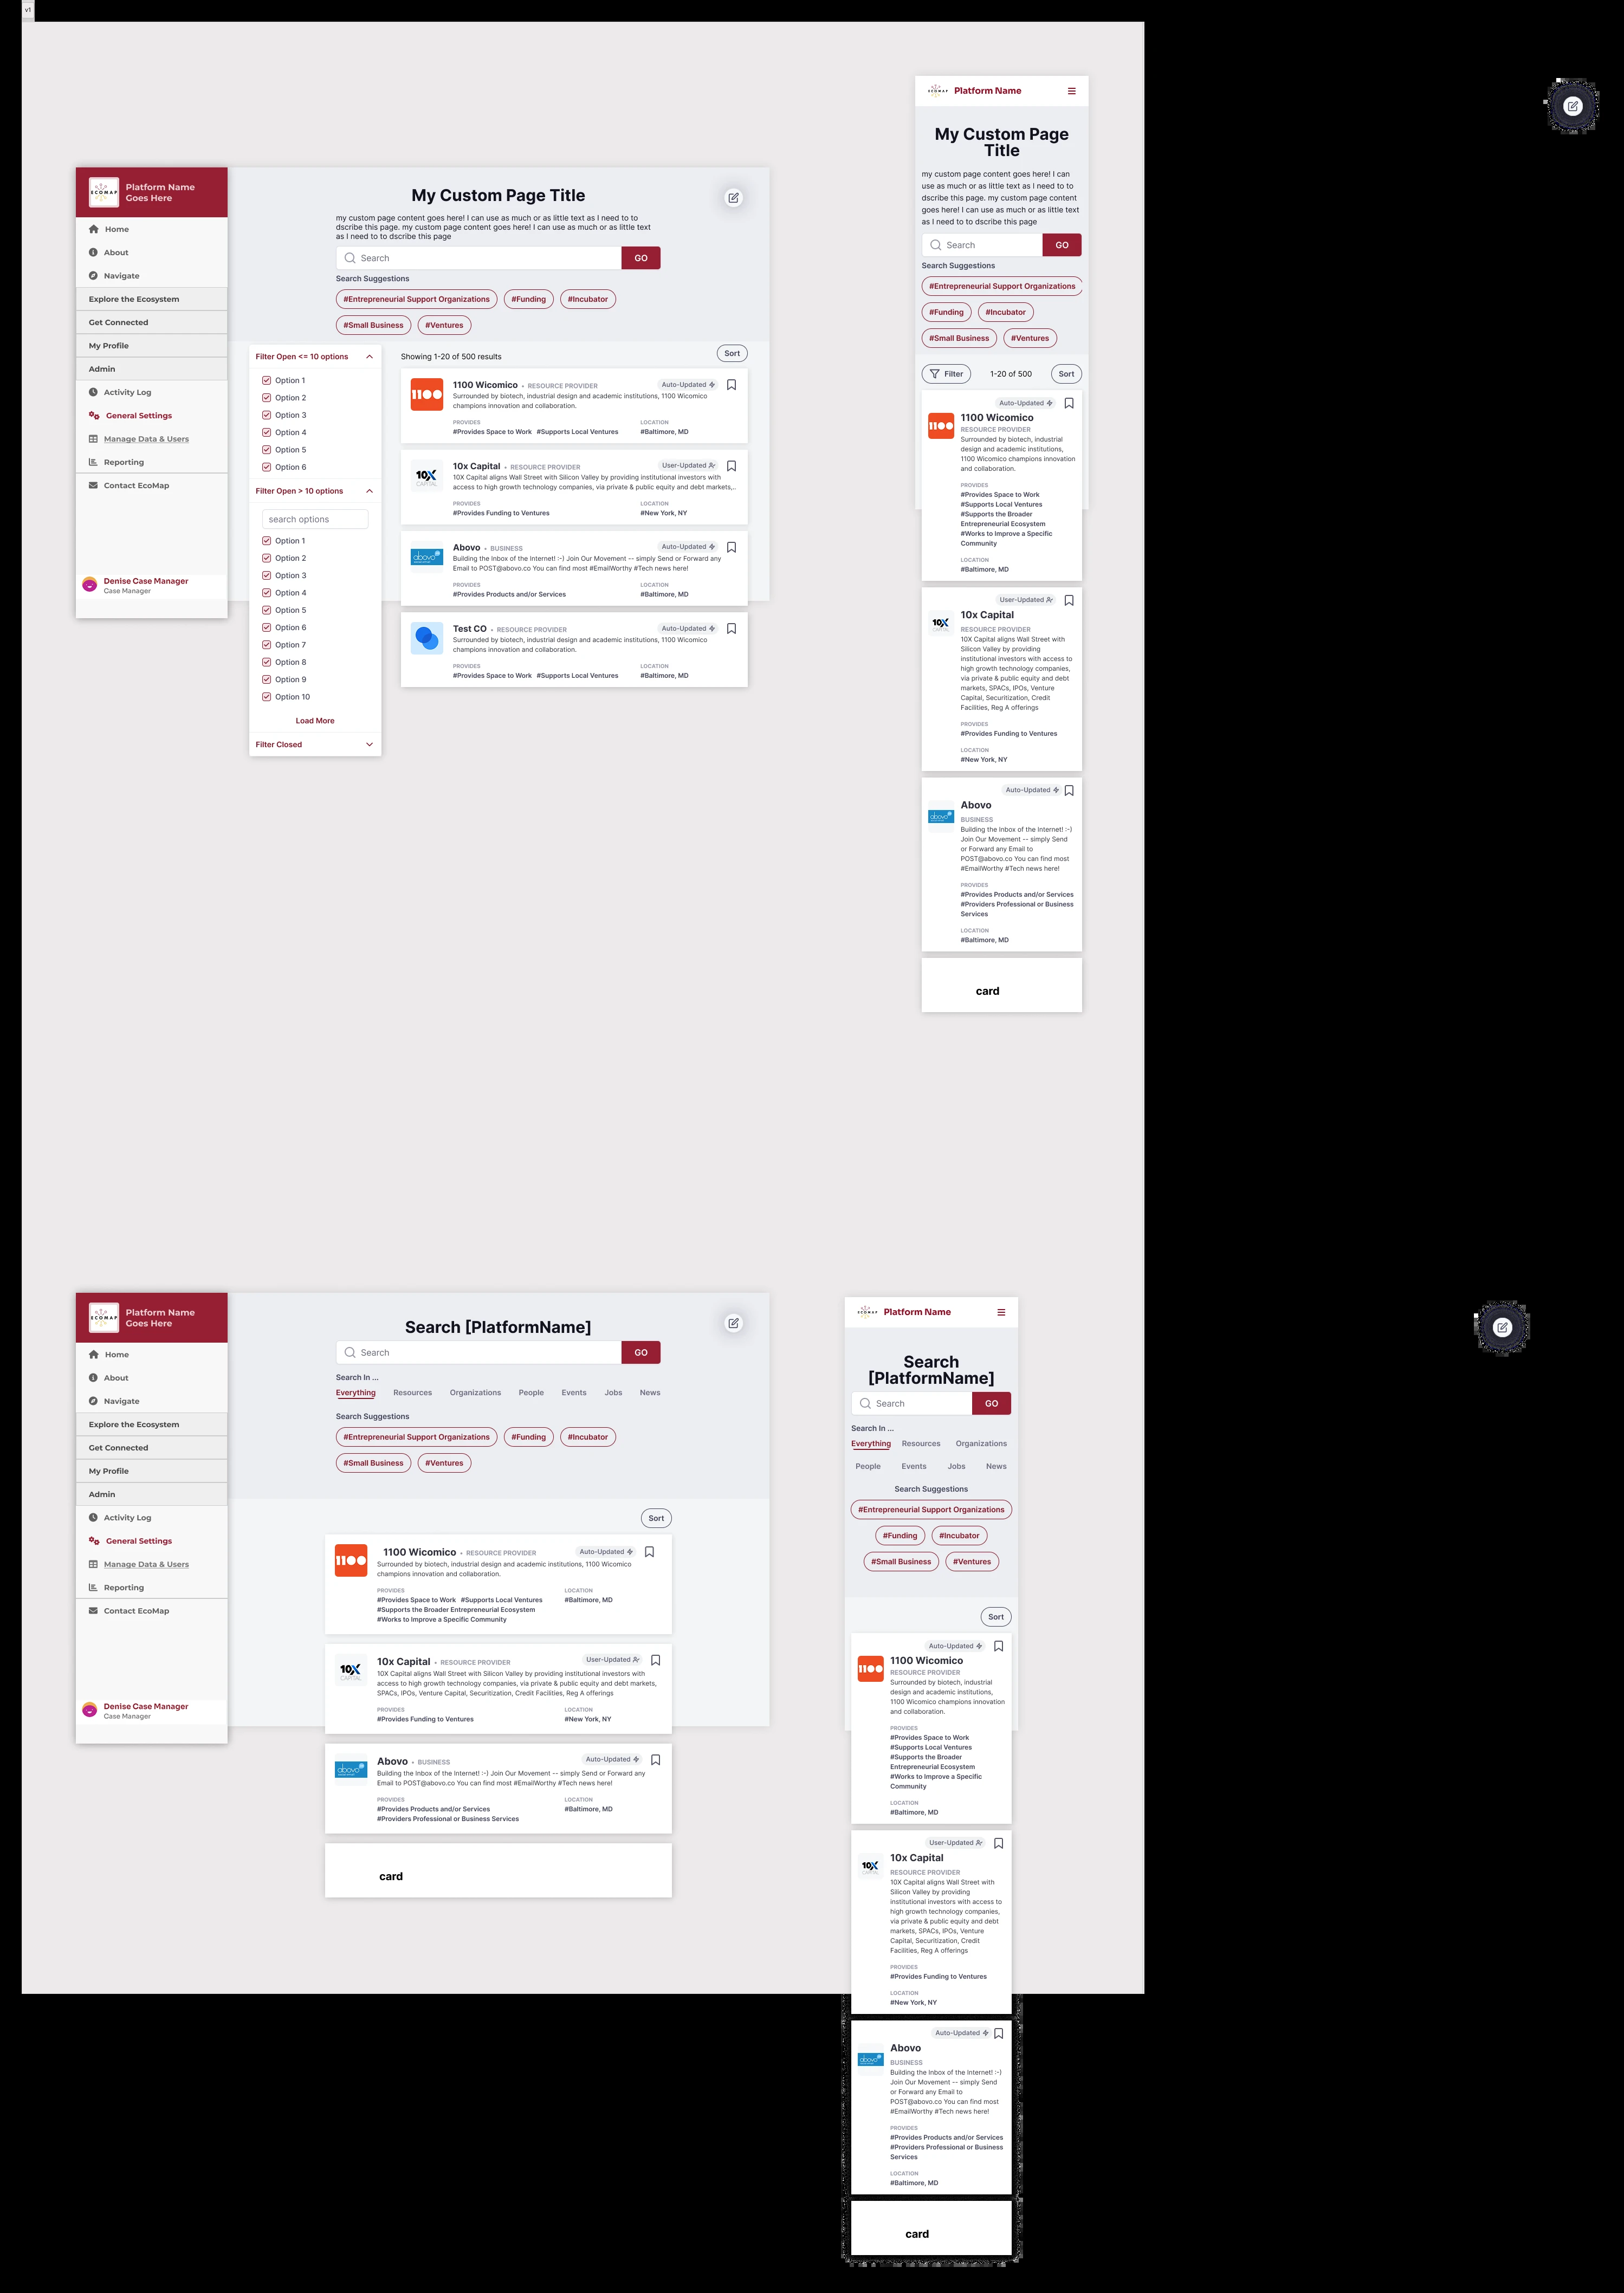 v1
ECOMAP
Platform Name
Goes Here
Home
About
Navigate
Explore the Ecosystem
Get Connected
My Profile
Admin
Activity Log
General Settings
Manage Data & Users
Reporting
Contact EcoMap
Denise Case Manager
Case Manager
My Custom Page Title
my custom page content goes here! I can use as much or as little text as I need to to
dscribe this page. my custom page content goes here! I can use as much or as little text
as I need to to dscribe this page
Search
GO
Search Suggestions
#Entrepreneurial Support Organizations
#Funding
#Incubator
#Small Business
#Ventures
Filter Open <= 10 options
Option 1
Option 2
Option 3
Option 4
Option 5
Option 6
Filter Open > 10 options
search options
Option 1
Option 2
Option 3
Option 4
Option 5
Option 6
Option 7
Option 8
Option 9
Option 10
Load More
Filter Closed
Showing 1-20 of 500 results
Sort
1100
1100 Wicomico • RESOURCE PROVIDER
Auto-Updated
Surrounded by biotech, industrial design and academic institutions, 1100 Wicomico
champions innovation and collaboration.
PROVIDES
#Provides Space to Work #Supports Local Ventures
LOCATION
#Baltimore, MD
10X
CAPITAL
10x Capital • RESOURCE PROVIDER
User-Updated
10X Capital aligns Wall Street with Silicon Valley by providing institutional investors with
access to high growth technology companies, via private & public equity and debt markets,..
PROVIDES
#Provides Funding to Ventures
LOCATION
#New York, NY
abovo
Abovo • BUSINESS
Auto-Updated
Building the Inbox of the Internet! :-) Join Our Movement -- simply Send or Forward any
Email to POST@abovo.co You can find most #EmailWorthy #Tech news here!
PROVIDES
#Provides Products and/or Services
LOCATION
#Baltimore, MD
Test CO • RESOURCE PROVIDER
Auto-Updated
Surrounded by biotech, industrial design and academic institutions, 1100 Wicomico
champions innovation and collaboration.
PROVIDES
#Provides Space to Work #Supports Local Ventures
LOCATION
#Baltimore, MD
ECOMAP
Platform Name
My Custom Page
Title
my custom page content goes here! I can
use as much or as little text as I need to to
dscribe this page. my custom page content
goes here! I can use as much or as little text
as I need to to dscribe this page
Search
GO
Search Suggestions
#Entrepreneurial Support Organizations
#Funding
#Incubator
#Small Business
#Ventures
Filter
1-20 of 500
Sort
Auto-Updated
1100
1100 Wicomico
RESOURCE PROVIDER
Surrounded by biotech, industrial
design and academic institutions,
1100 Wicomico champions innovation
and collaboration.
PROVIDES
#Provides Space to Work
#Supports Local Ventures
#Supports the Broader
Entrepreneurial Ecosystem
#Works to Improve a Specific
Community
LOCATION
#Baltimore, MD
User-Updated
10X
CAPITAL
10x Capital
RESOURCE PROVIDER
10X Capital aligns Wall Street with
Silicon Valley by providing
institutional investors with access to
high growth technology companies,
via private & public equity and debt
markets, SPACs, IPOs, Venture
Capital, Securitization, Credit
Facilities, Reg A offerings
PROVIDES
#Provides Funding to Ventures
LOCATION
#New York, NY
Auto-Updated
abovo
Abovo
BUSINESS
Building the Inbox of the Internet! :-)
Join Our Movement -- simply Send
or Forward any Email to
POST@abovo.co You can find most
#EmailWorthy #Tech news here!
PROVIDES
#Provides Products and/or Services
#Providers Professional or Business
Services
LOCATION
#Baltimore, MD
card
ECOMAP
Platform Name
Goes Here
Home
About
Navigate
Explore the Ecosystem
Get Connected
My Profile
Admin
Activity Log
General Settings
Manage Data & Users
Reporting
Contact EcoMap
Denise Case Manager
Case Manager
Search [PlatformName]
Search
GO
Search In ...
Everything
Resources
Organizations
People
Events
Jobs
News
Search Suggestions
#Entrepreneurial Support Organizations
#Funding
#Incubator
#Small Business
#Ventures
Sort
1100
1100 Wicomico • RESOURCE PROVIDER
Auto-Updated
Surrounded by biotech, industrial design and academic institutions, 1100 Wicomico
champions innovation and collaboration.
PROVIDES
#Provides Space to Work #Supports Local Ventures
#Supports the Broader Entrepreneurial Ecosystem
#Works to Improve a Specific Community
LOCATION
#Baltimore, MD
10X
CAPITAL
10x Capital • RESOURCE PROVIDER
User-Updated
10X Capital aligns Wall Street with Silicon Valley by providing institutional investors with
access to high growth technology companies, via private & public equity and debt markets,
SPACs, IPOs, Venture Capital, Securitization, Credit Facilities, Reg A offerings
PROVIDES
#Provides Funding to Ventures
LOCATION
#New York, NY
abovo
Abovo • BUSINESS
Auto-Updated
Building the Inbox of the Internet! :-) Join Our Movement -- simply Send or Forward any
Email to POST@abovo.co You can find most #EmailWorthy #Tech news here!
PROVIDES
#Provides Products and/or Services
#Providers Professional or Business Services
LOCATION
#Baltimore, MD
card
ECOMAP
Platform Name
Search
[PlatformName]
Search
GO
Search In ...
Everything
Resources
Organizations
People
Events
Jobs
News
Search Suggestions
#Entrepreneurial Support Organizations
#Funding
#Incubator
#Small Business
#Ventures
Sort
Auto-Updated
1100
1100 Wicomico
RESOURCE PROVIDER
Surrounded by biotech, industrial
design and academic institutions,
1100 Wicomico champions innovation
and collaboration.
PROVIDES
#Provides Space to Work
#Supports Local Ventures
#Supports the Broader
Entrepreneurial Ecosystem
#Works to Improve a Specific
Community
LOCATION
#Baltimore, MD
User-Updated
10X
CAPITAL
10x Capital
RESOURCE PROVIDER
10X Capital aligns Wall Street with
Silicon Valley by providing
institutional investors with access to
high growth technology companies,
via private & public equity and debt
markets, SPACs, IPOs, Venture
Capital, Securitization, Credit
Facilities, Reg A offerings
PROVIDES
#Provides Funding to Ventures
LOCATION
#New York, NY
Auto-Updated
abovo
Abovo
BUSINESS
Building the Inbox of the Internet! :-)
Join Our Movement -- simply Send
or Forward any Email to
POST@abovo.co You can find most
#EmailWorthy #Tech news here!
PROVIDES
#Provides Products and/or Services
#Providers Professional or Business
Services
LOCATION
#Baltimore, MD
card